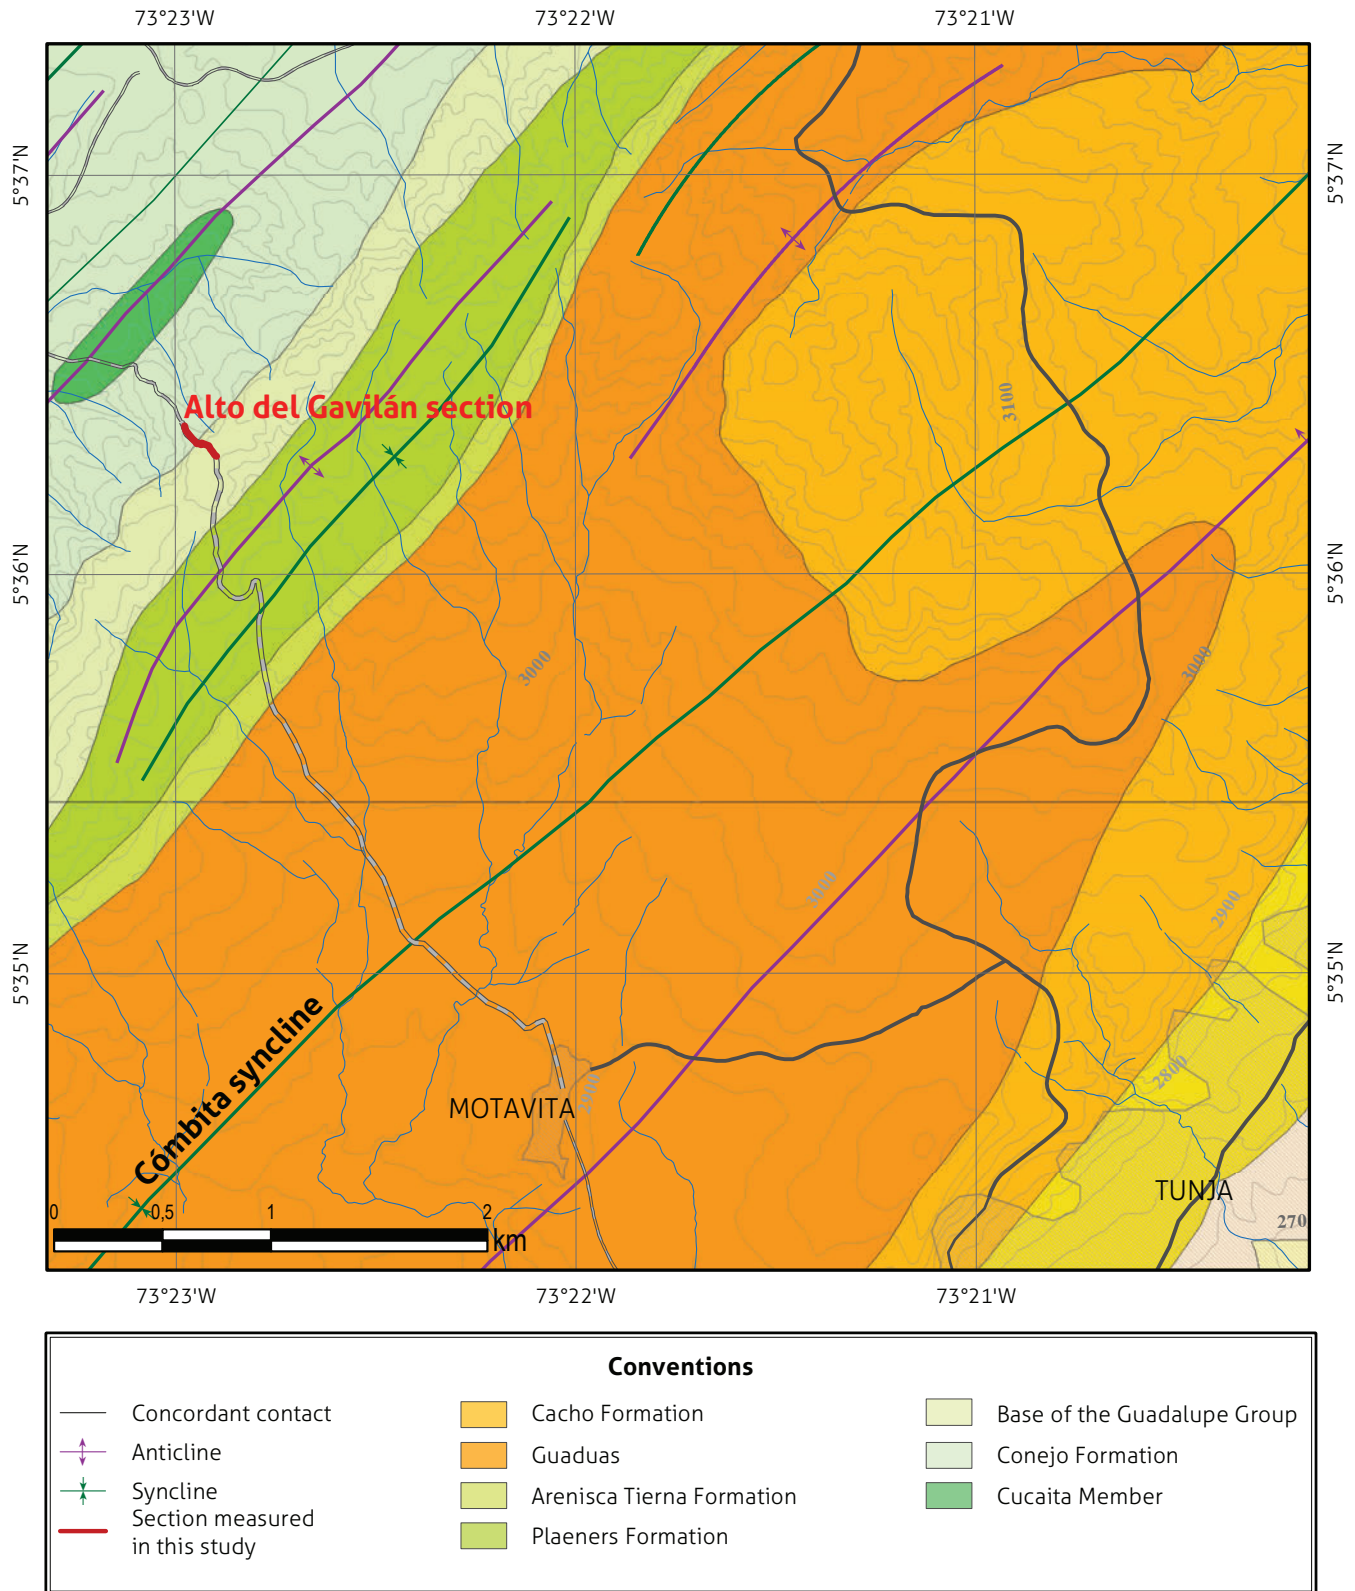 73°23'W 73°22'W 73°21'W
5°37'N 5°37'N
3100
Alto del Gavilán section
5°36'N 5°36'N
3000 3000
3000
2900
5°35'N 5°35'N
Cómbita syncline
2800
2900
MOTAVITA
TUNJA
270
0 0,5 1 2
km
73°23'W 73°22'W 73°21'W
Conventions
Concordant contact
Anticline
Syncline
Section measured
in this study
Cacho Formation
Guaduas
Arenisca Tierna Formation
Plaeners Formation
Base of the Guadalupe Group
Conejo Formation
Cucaita Member